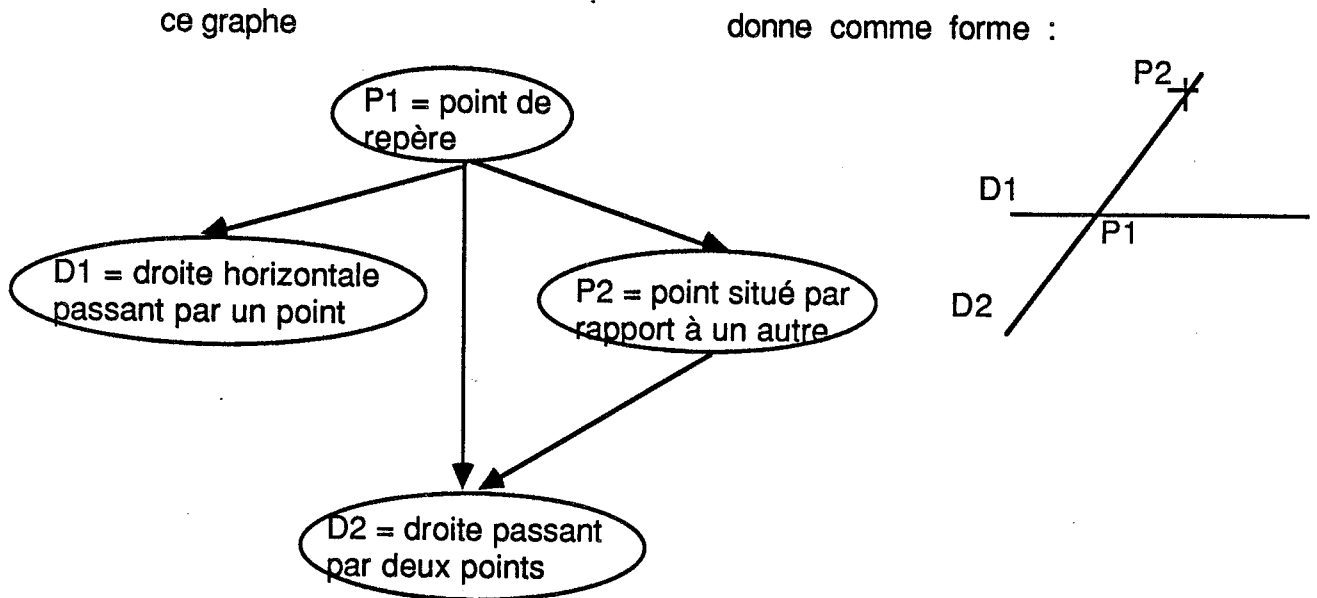 ce graphe
donne comme forme :
P1 = point de
repère
D1 = droite horizontale
passant par un point
P2 = point situé par
rapport à un autre
D2 = droite passant
par deux points
P2
D1
P1
D2